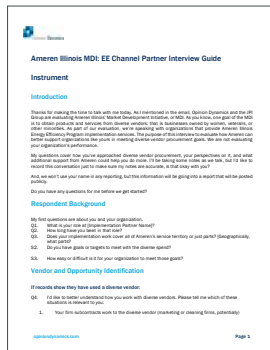 Opinion Dynamics
Ameren Illinois MDI: EE Channel Partner Interview Guide
Instrument
Introduction
Thanks for making the time to talk with me today. As I mentioned in the email, Opinion Dynamics and the JPI
Group are evaluating Ameren Illinois' Market Development Initiative, or MDI. As you know, one goal of the MDI
is to obtain products and services from diverse vendors; that is businesses owned by women, veterans, or
other minorities. As part of our evaluation, we're speaking with organizations that provide Ameren Illinois
Energy Efficiency Program implementation services. The purpose of this interview is to evaluate how Ameren can
better support organizations like yours in meeting diverse vendor procurement goals. We are not evaluating
your organization's performance.
My questions cover how you've approached diverse vendor procurement, your perspectives on it, and what
additional support from Ameren could help you do more. I'll be taking some notes as we talk, but I'd like to
record this conversation just to make sure my notes are accurate, is that okay with you?
And, we won't use your name in any reporting, but this information will be going into a report that will be posted
publicly.
Do you have any questions for me before we get started?
Respondent Background
My first questions are about you and your organization.
Q1. What is your role at [Implementation Partner Name]?
Q2. How long have you been in that role?
Q3. Does your implementation work cover all of Ameren's service territory or just parts? [Geographically,
what parts?]
S2. Do you have goals or targets to meet with the diverse spend?
S3. How easy or difficult is it for your organization to meet those goals?
Vendor and Opportunity Identification
If records show they have used a diverse vendor:
Q4. I'd like to better understand how you work with diverse vendors. Please tell me which of these
situations is relevant to you:
1. Your firm subcontracts work to the diverse vendor (marketing or cleaning firms, potentially)
opiniondynamics.com Page 1